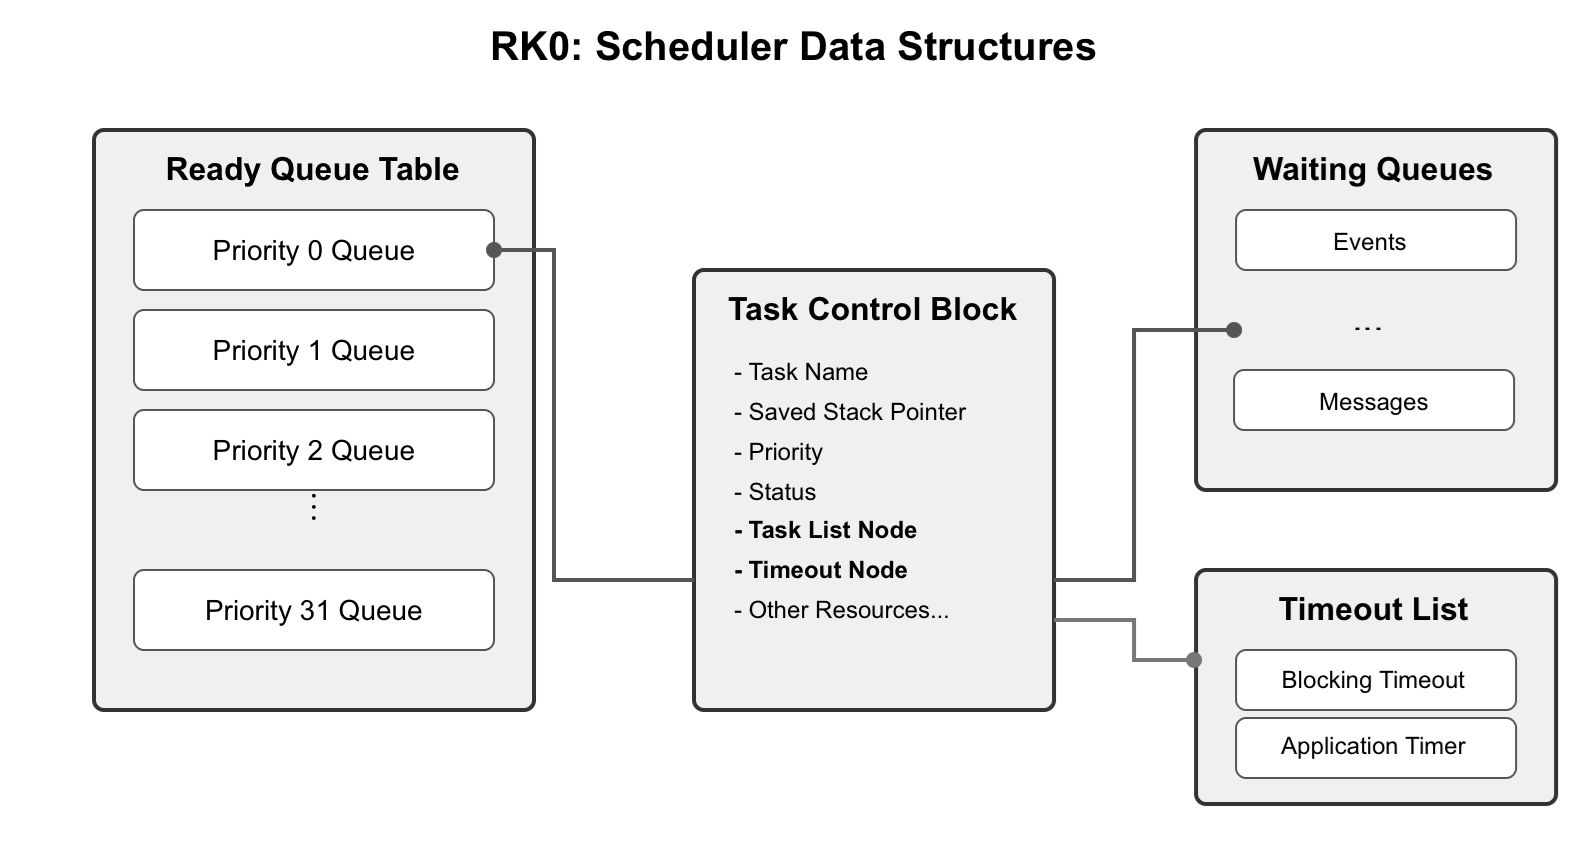 RK0: Scheduler Data Structures
Ready Queue Table
Priority 0 Queue
Priority 1 Queue
Priority 2 Queue
⋮
Priority 31 Queue
Task Control Block
- Task Name
- Saved Stack Pointer
- Priority
- Status
- Task List Node
- Timeout Node
- Other Resources...
Waiting Queues
Events
...
Messages
Timeout List
Blocking Timeout
Application Timer